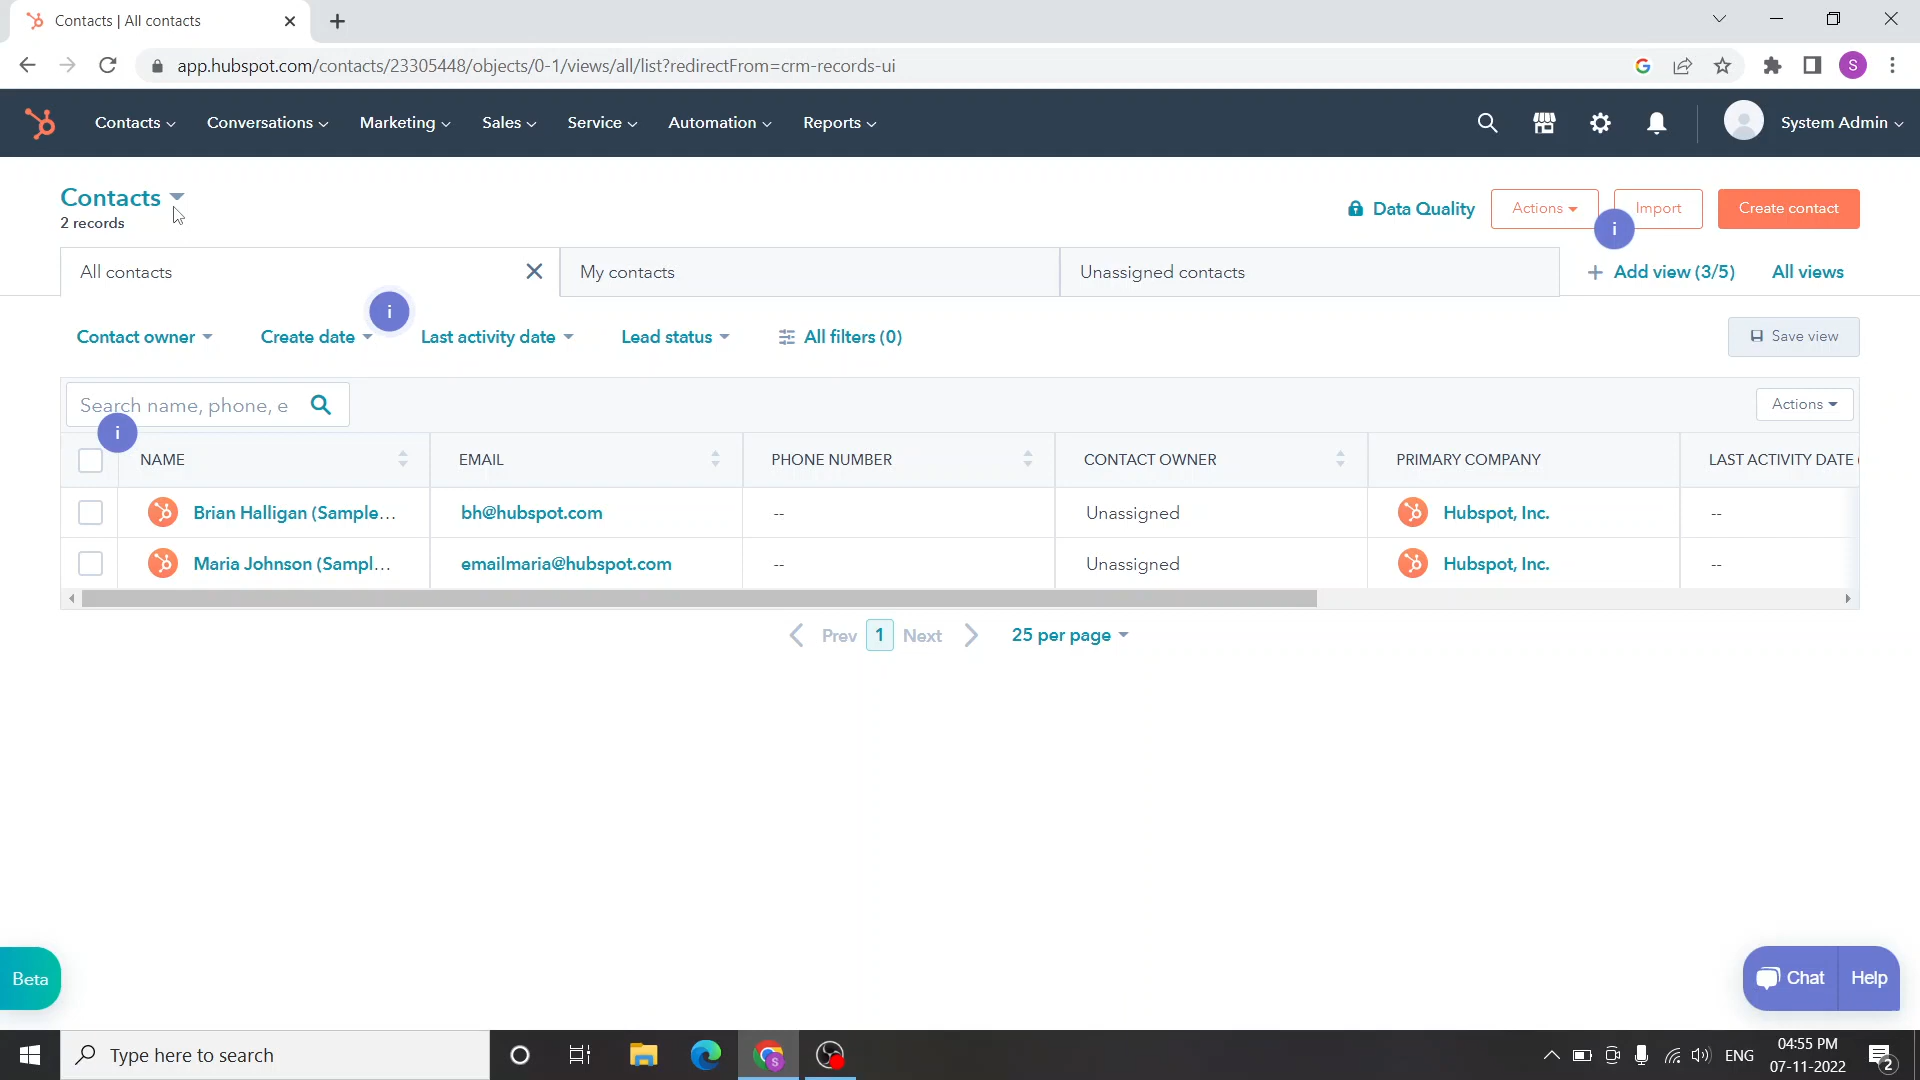 Contacts | All contacts
app.hubspot.com/contacts/23305448/objects/0-1/views/all/list?redirectFrom=crm-records-ui
S
Contacts Conversations Marketing Sales Service Automation Reports System Admin
Contacts
2 records
Data Quality Actions Import Create contact
i
All contacts My contacts Unassigned contacts + Add view (3/5) All views
i
Contact owner Create date Last activity date Lead status All filters (0) Save view
Search name, phone, e Actions
i
NAME EMAIL PHONE NUMBER CONTACT OWNER PRIMARY COMPANY LAST ACTIVITY DATE
Brian Halligan (Sample... bh@hubspot.com -- Unassigned Hubspot, Inc. --
Maria Johnson (Sampl... emailmaria@hubspot.com -- Unassigned Hubspot, Inc. --
Prev 1 Next 25 per page
Beta
Chat Help
Type here to search
S
ENG
04:55 PM
07-11-2022
2